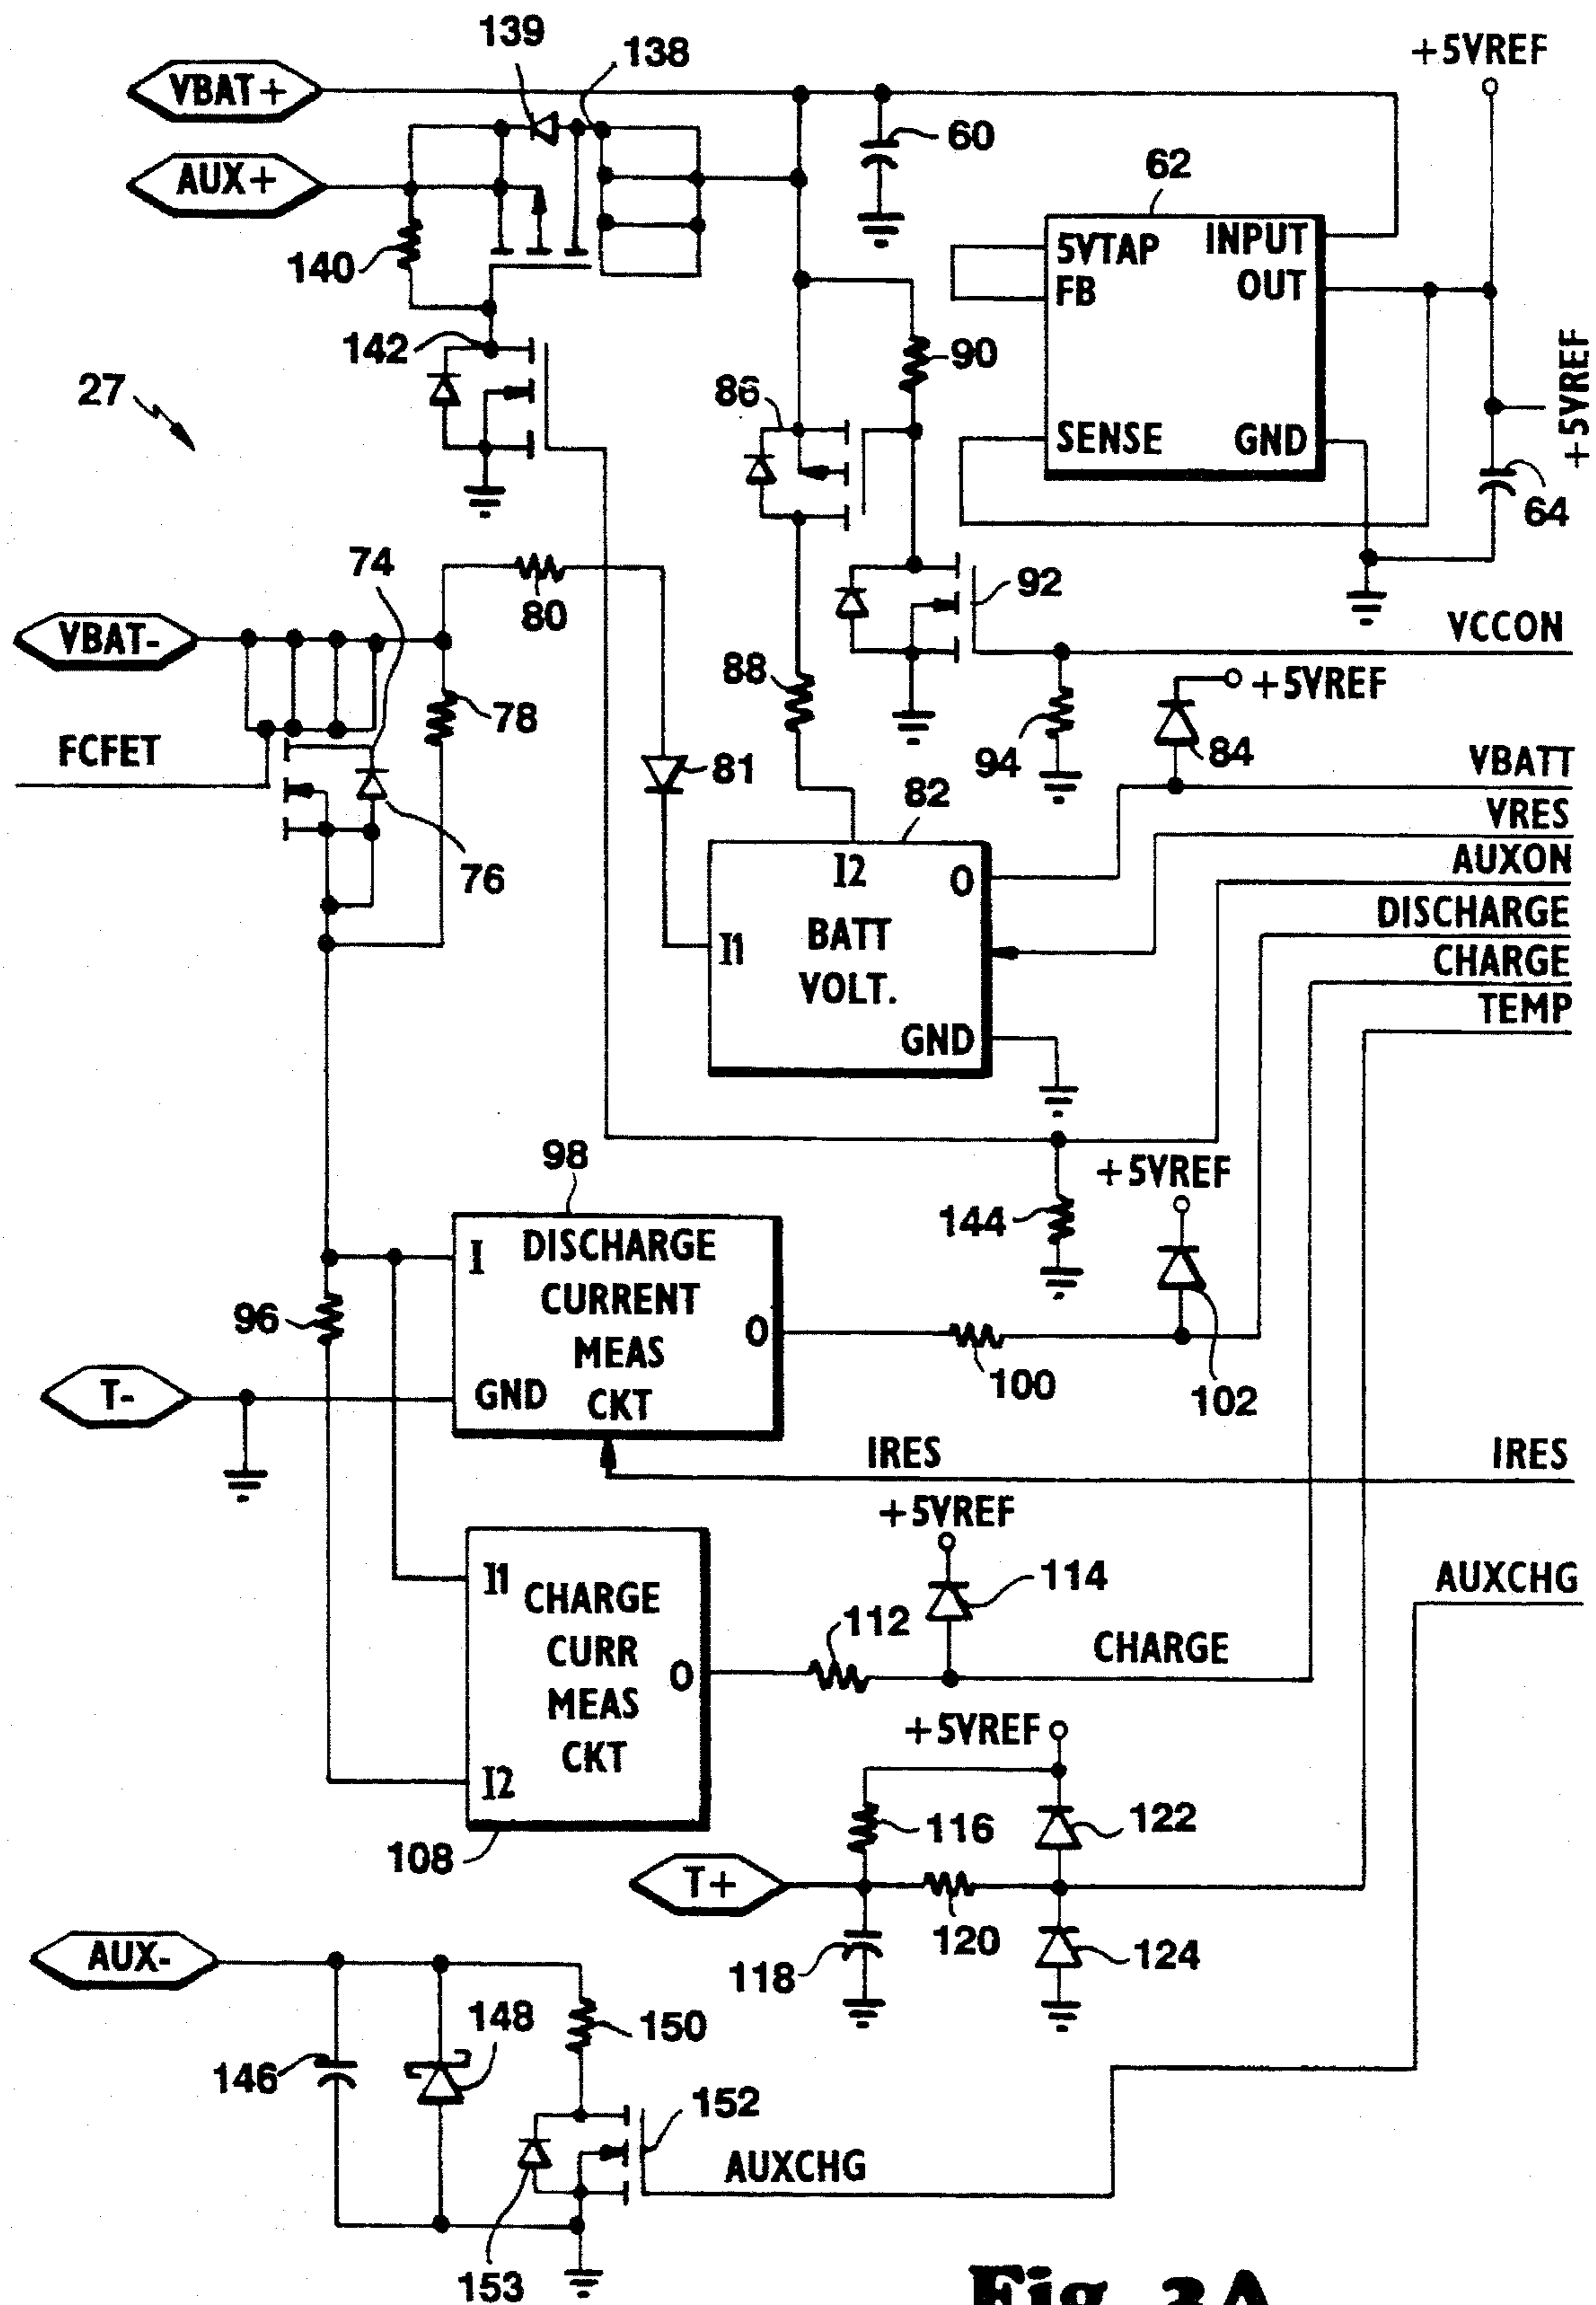 139
138
+5VREF
VBAT+
60
62
AUX+
5VTAP
INPUT
FB
OUT
140
142
90
27
86
+5VREF
SENSE
GND
64
74
80
92
VBAT-
VCCON
88
+5VREF
78
FCFET
94
84
81
VBATT
82
VRES
76
I2
O
AUXON
DISCHARGE
BATT
I1
CHARGE
VOLT.
TEMP
GND
98
+5VREF
144
I
DISCHARGE
CURRENT
96
O
MEAS
T-
GND
CKT
100
102
IRES
IRES
+5VREF
I1
114
AUXCHG
CHARGE
112
CURR
CHARGE
O
MEAS
+5VREF
CKT
I2
116
122
108
T+
120
AUX-
118
124
148
150
146
152
AUXCHG
153
Fig. 3A